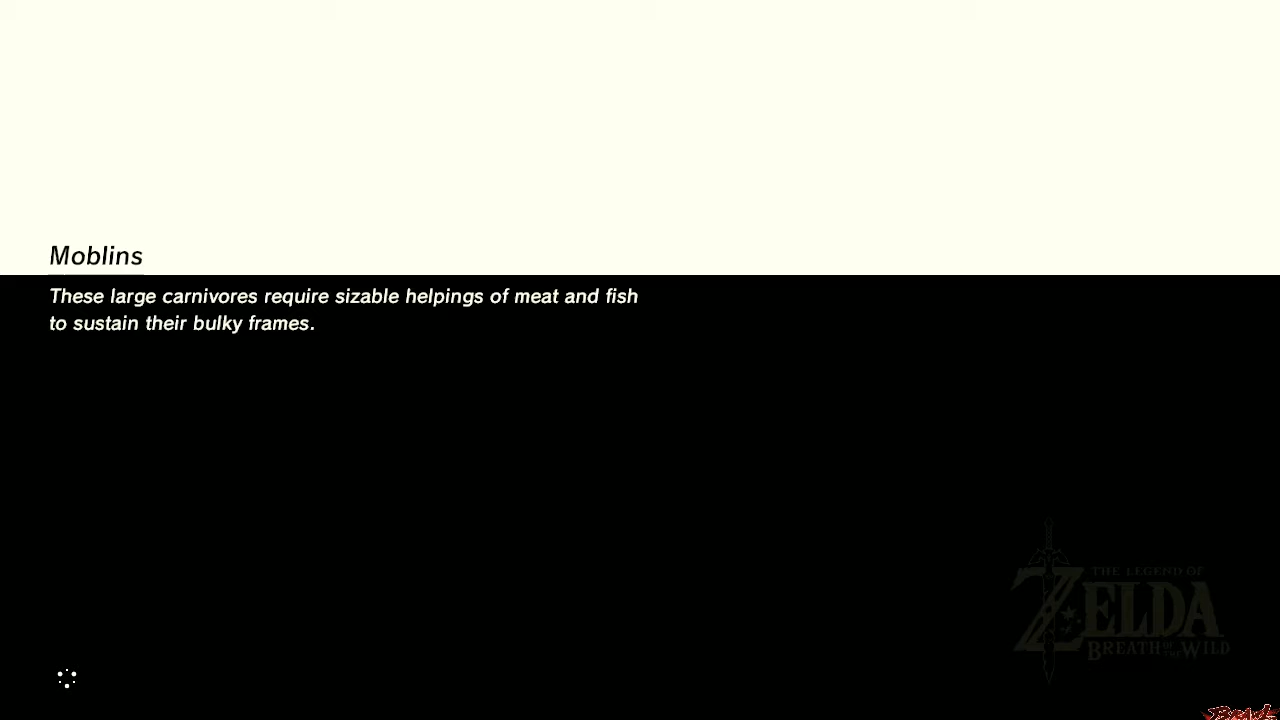 Moblins
These large carnivores require sizable helpings of meat and fish
to sustain their bulky frames.
THE LEGEND OF
ZELDA
BREATH OF THE WILD